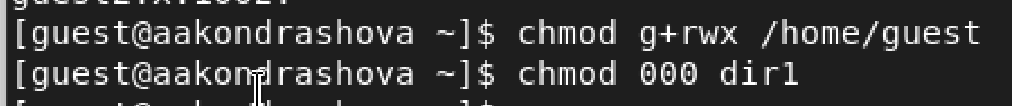 [guest@aakondrashova ~]$ chmod g+rwx /home/guest
[guest@aakondrashova ~]$ chmod 000 dir1